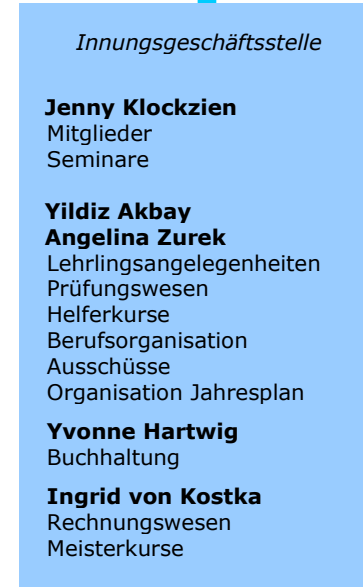 Innungsgeschäftsstelle
Jenny Klockzien
Mitglieder
Seminare
Yildiz Akbay
Angelina Zurek
Lehrlingsangelegenheiten
Prüfungswesen
Helferkurse
Berufsorganisation
Ausschüsse
Organisation Jahresplan
Yvonne Hartwig
Buchhaltung
Ingrid von Kostka
Rechnungswesen
Meisterkurse